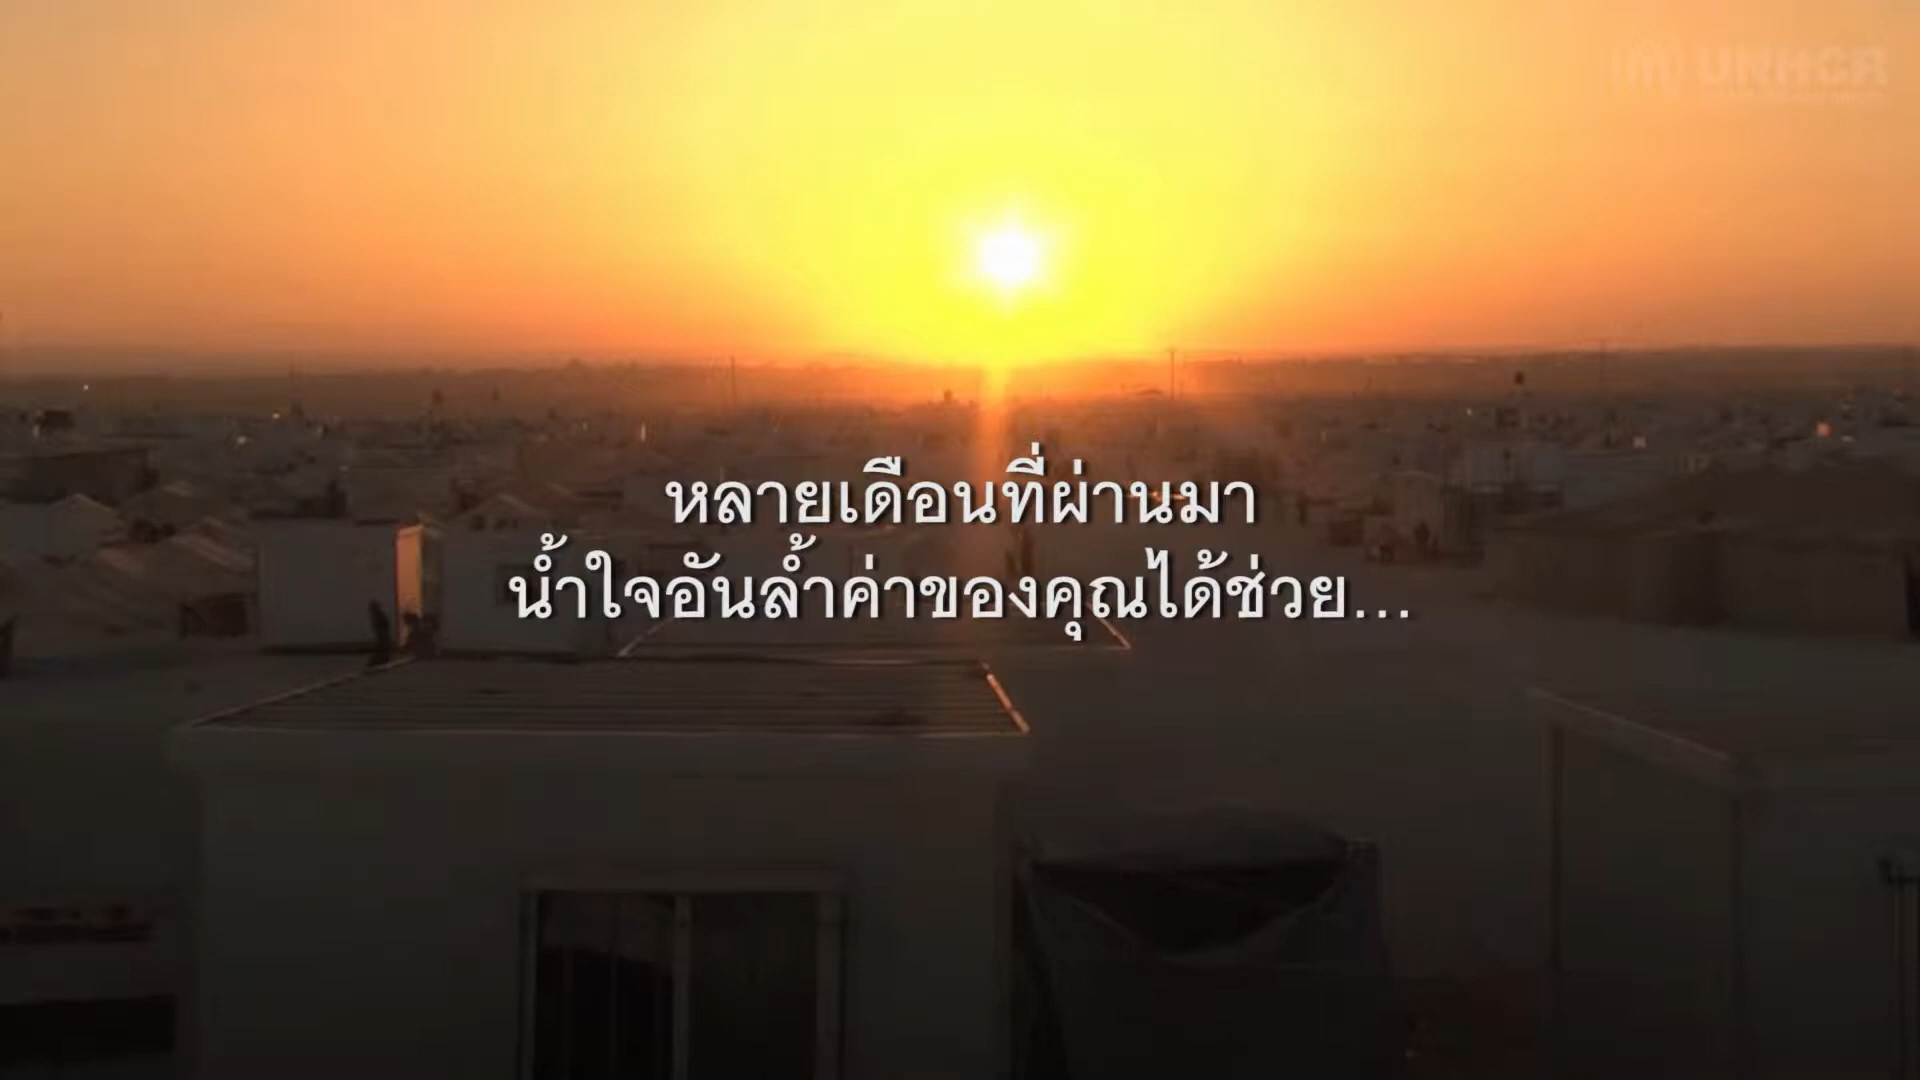 UNHCR
หลายเดือนที่ผ่านมา
น้ำใจอันล้ำค่าของคุณได้ช่วย...